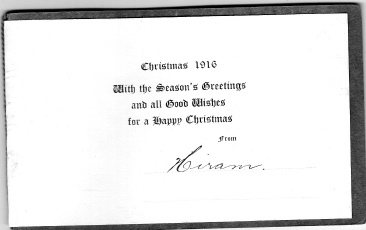 Christmas 1916
With the Season's Greetings
and all Good Wishes
for a Happy Christmas
From
Hiram.